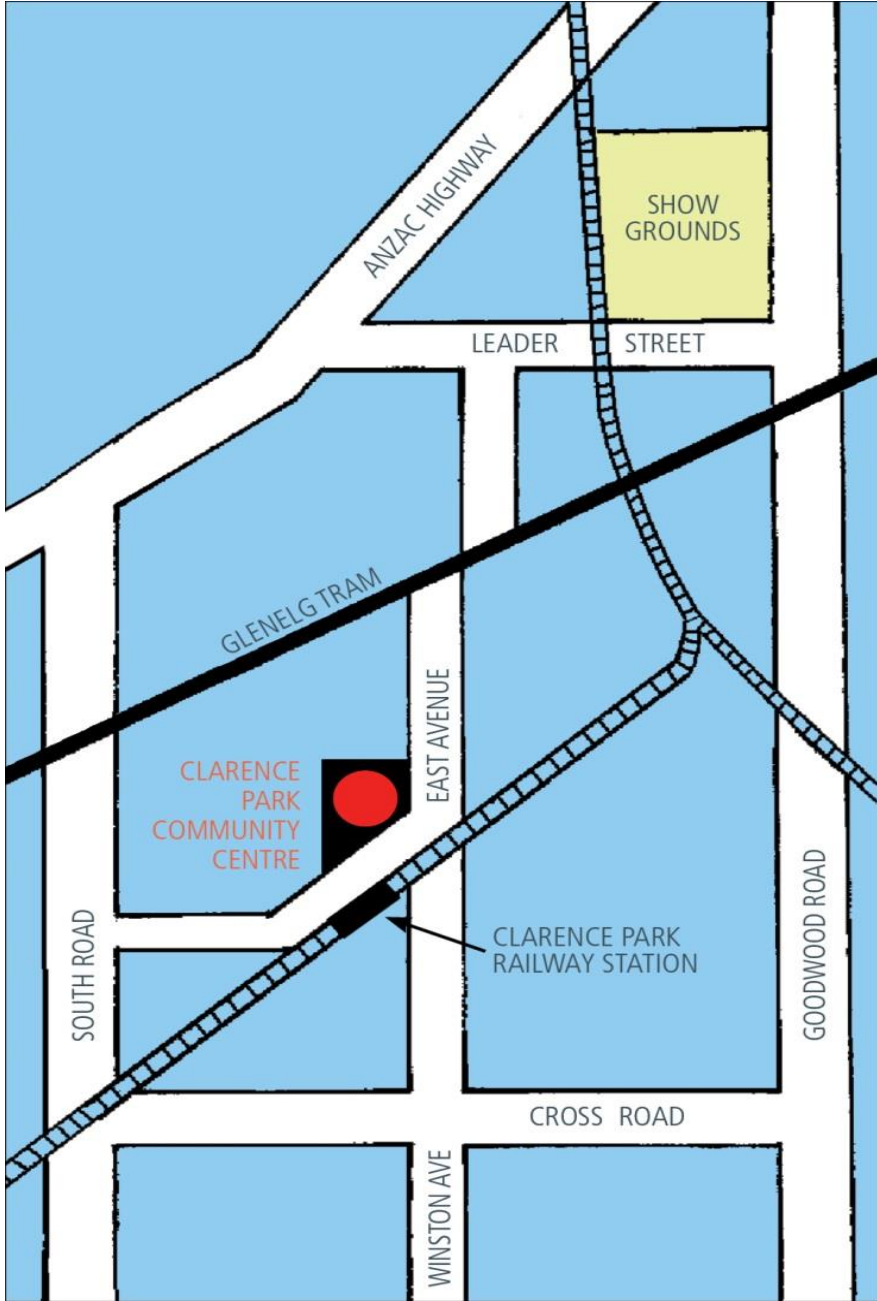 ANZAC HIGHWAY
SHOW
GROUNDS
LEADER STREET
GLENELG TRAM
EAST AVENUE
CLARENCE
PARK
COMMUNITY
CENTRE
SOUTH ROAD
CLARENCE PARK
RAILWAY STATION
GOODWOOD ROAD
CROSS ROAD
WINSTON AVE